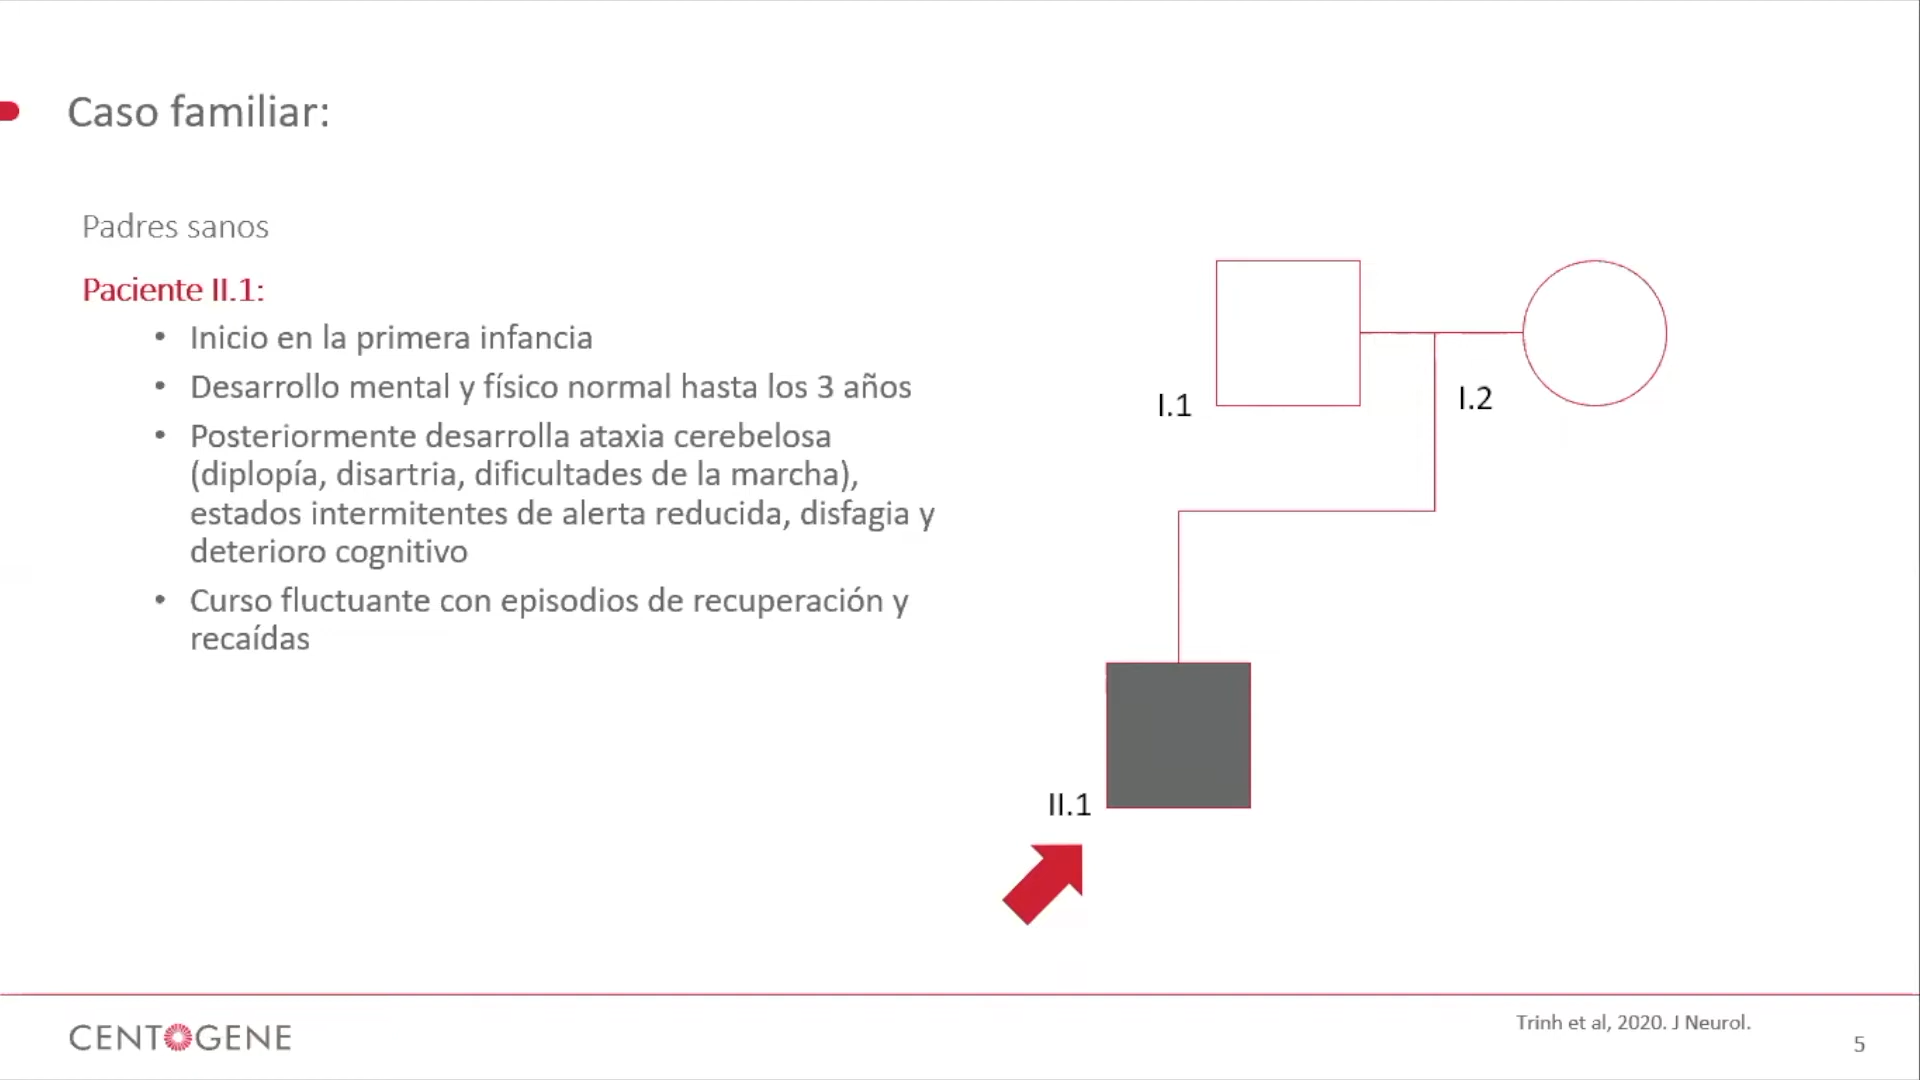 Caso familiar:
Padres sanos
Paciente II.1:
• Inicio en la primera infancia
• Desarrollo mental y físico normal hasta los 3 años
• Posteriormente desarrolla ataxia cerebelosa
(diplopía, disartria, dificultades de la marcha),
estados intermitentes de alerta reducida, disfagia y
deterioro cognitivo
• Curso fluctuante con episodios de recuperación y
recaídas
I.1
I.2
II.1
CENTOGENE
Trinh et al, 2020. J Neurol.
5